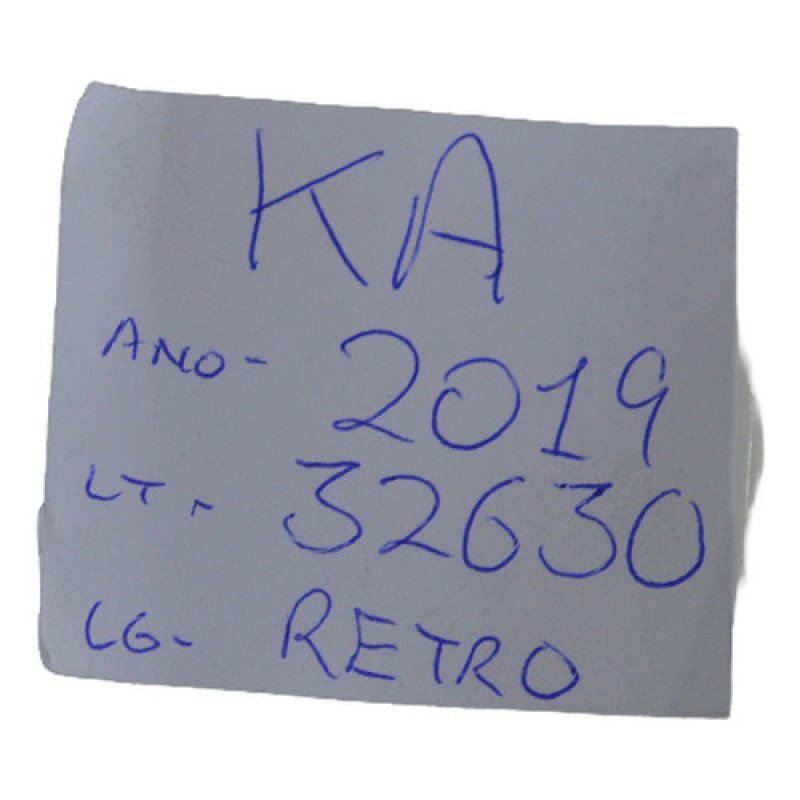 KA
ANO- 2019
LT. 32630
LG- RETRO